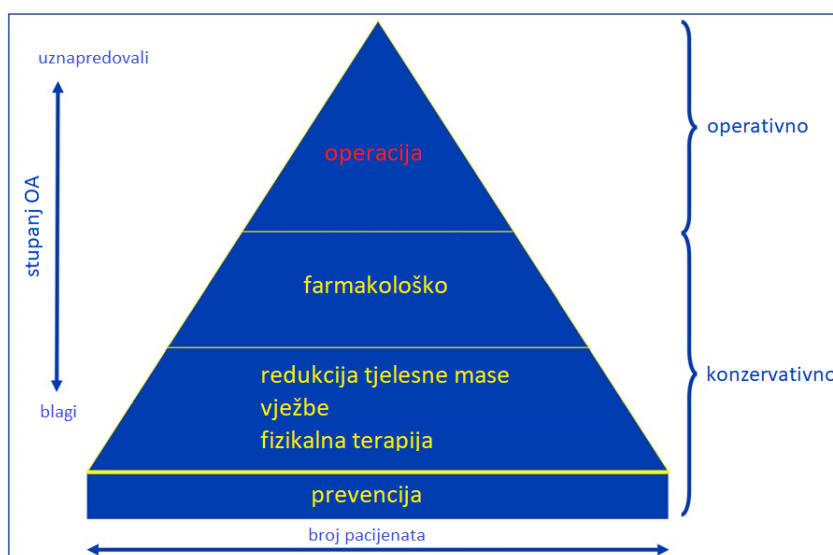 uznapredovali
operativno
operacija
stupanj OA
farmakološko
redukcija tjelesne mase
vježbe
fizikalna terapija
konzervativno
blagi
prevencija
broj pacijenata